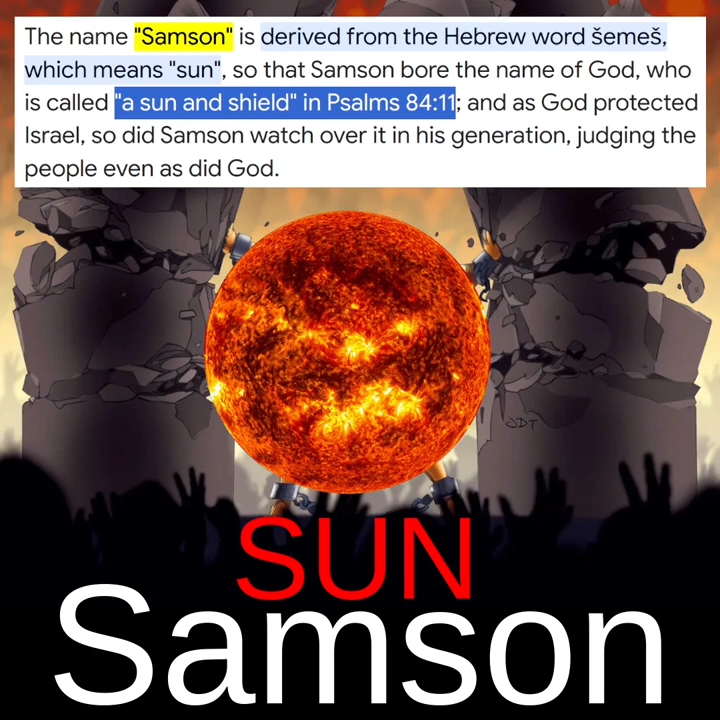 The name "Samson" is derived from the Hebrew word šemeš,
which means "sun", so that Samson bore the name of God, who
is called "a sun and shield" in Psalms 84:11; and as God protected
Israel, so did Samson watch over it in his generation, judging the
people even as did God.
JDT
SUN
Samson